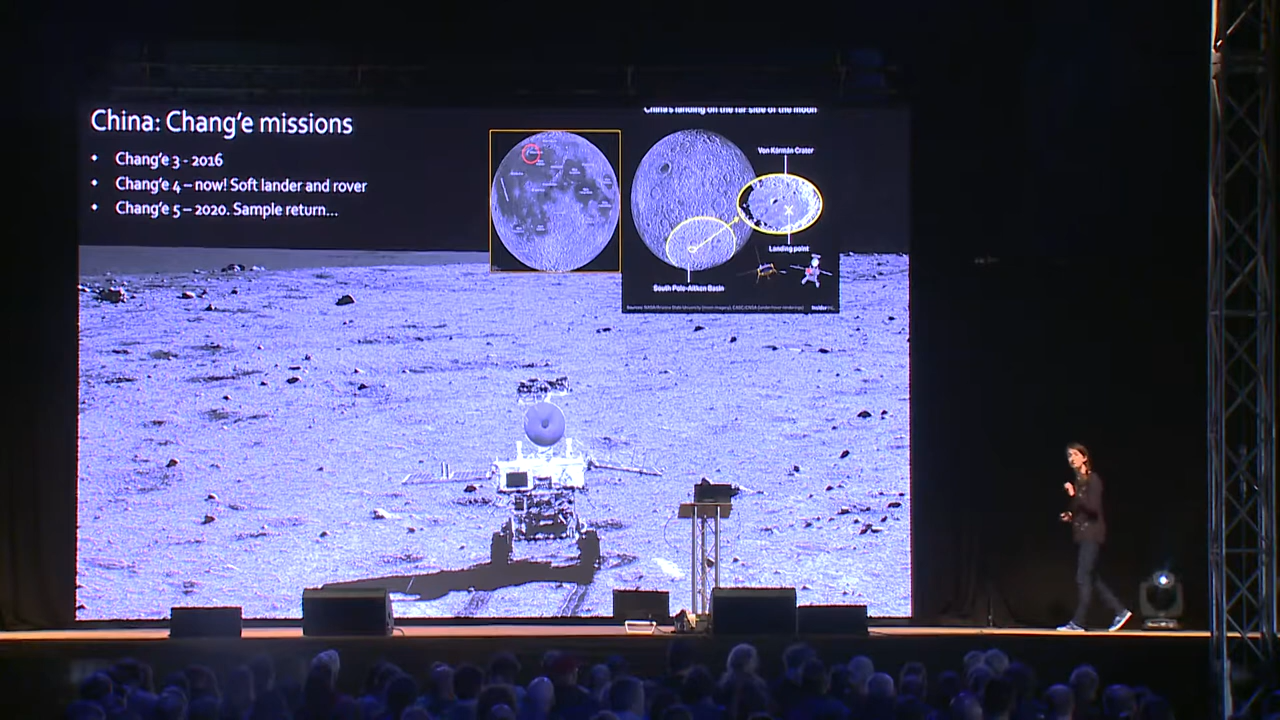 China: Chang'e missions
Chang'e 3 - 2016
Chang'e 4 – now! Soft lander and rover
Chang'e 5 – 2020. Sample return...
China's landing on the far side of the moon
Von Kármán Crater
Landing point
South Pole-Aitken Basin